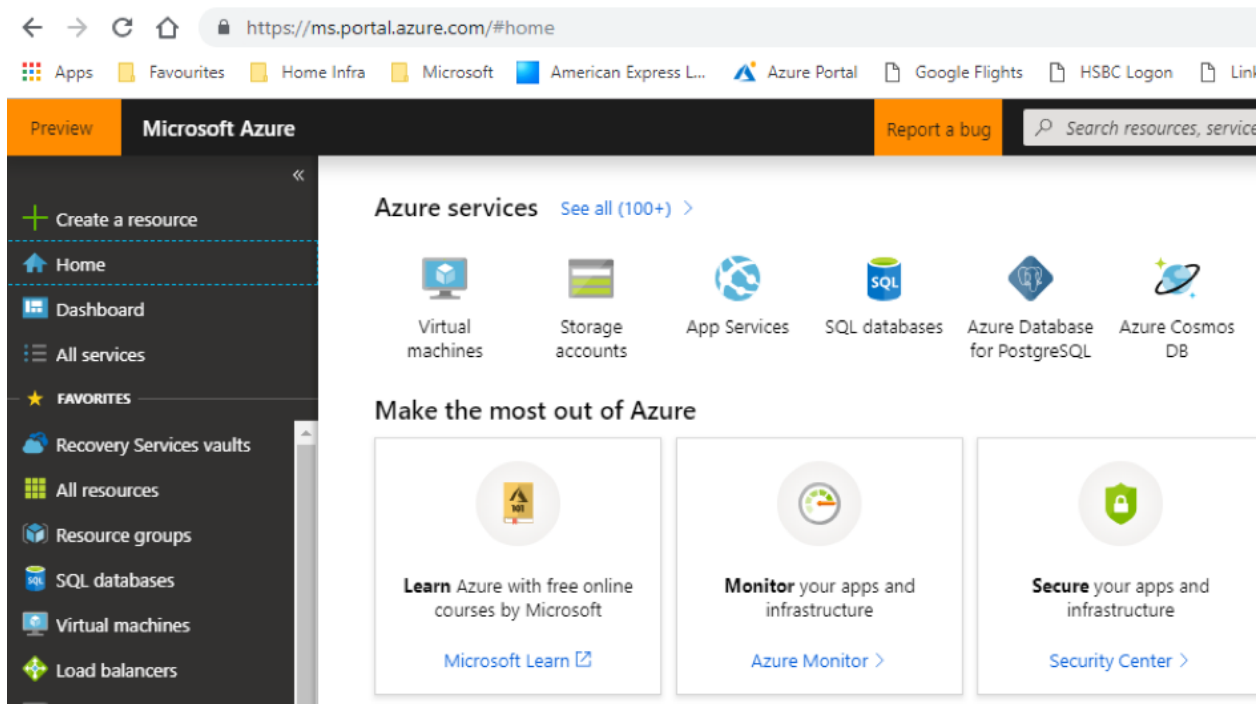 https://ms.portal.azure.com/#home
Apps Favourites Home Infra Microsoft American Express L... Azure Portal Google Flights HSBC Logon
Preview Microsoft Azure Report a bug Search resources, service
«
Create a resource
Home
Dashboard
All services
FAVORITES
Recovery Services vaults
All resources
Resource groups
SQL databases
Virtual machines
Load balancers
Azure services See all (100+) >
SQL
Virtual machines
Storage accounts
App Services
SQL databases
Azure Database for PostgreSQL
Azure Cosmos DB
Make the most out of Azure
101
Learn Azure with free online
courses by Microsoft
Microsoft Learn
Monitor your apps and
infrastructure
Azure Monitor >
Secure your apps and
infrastructure
Security Center >